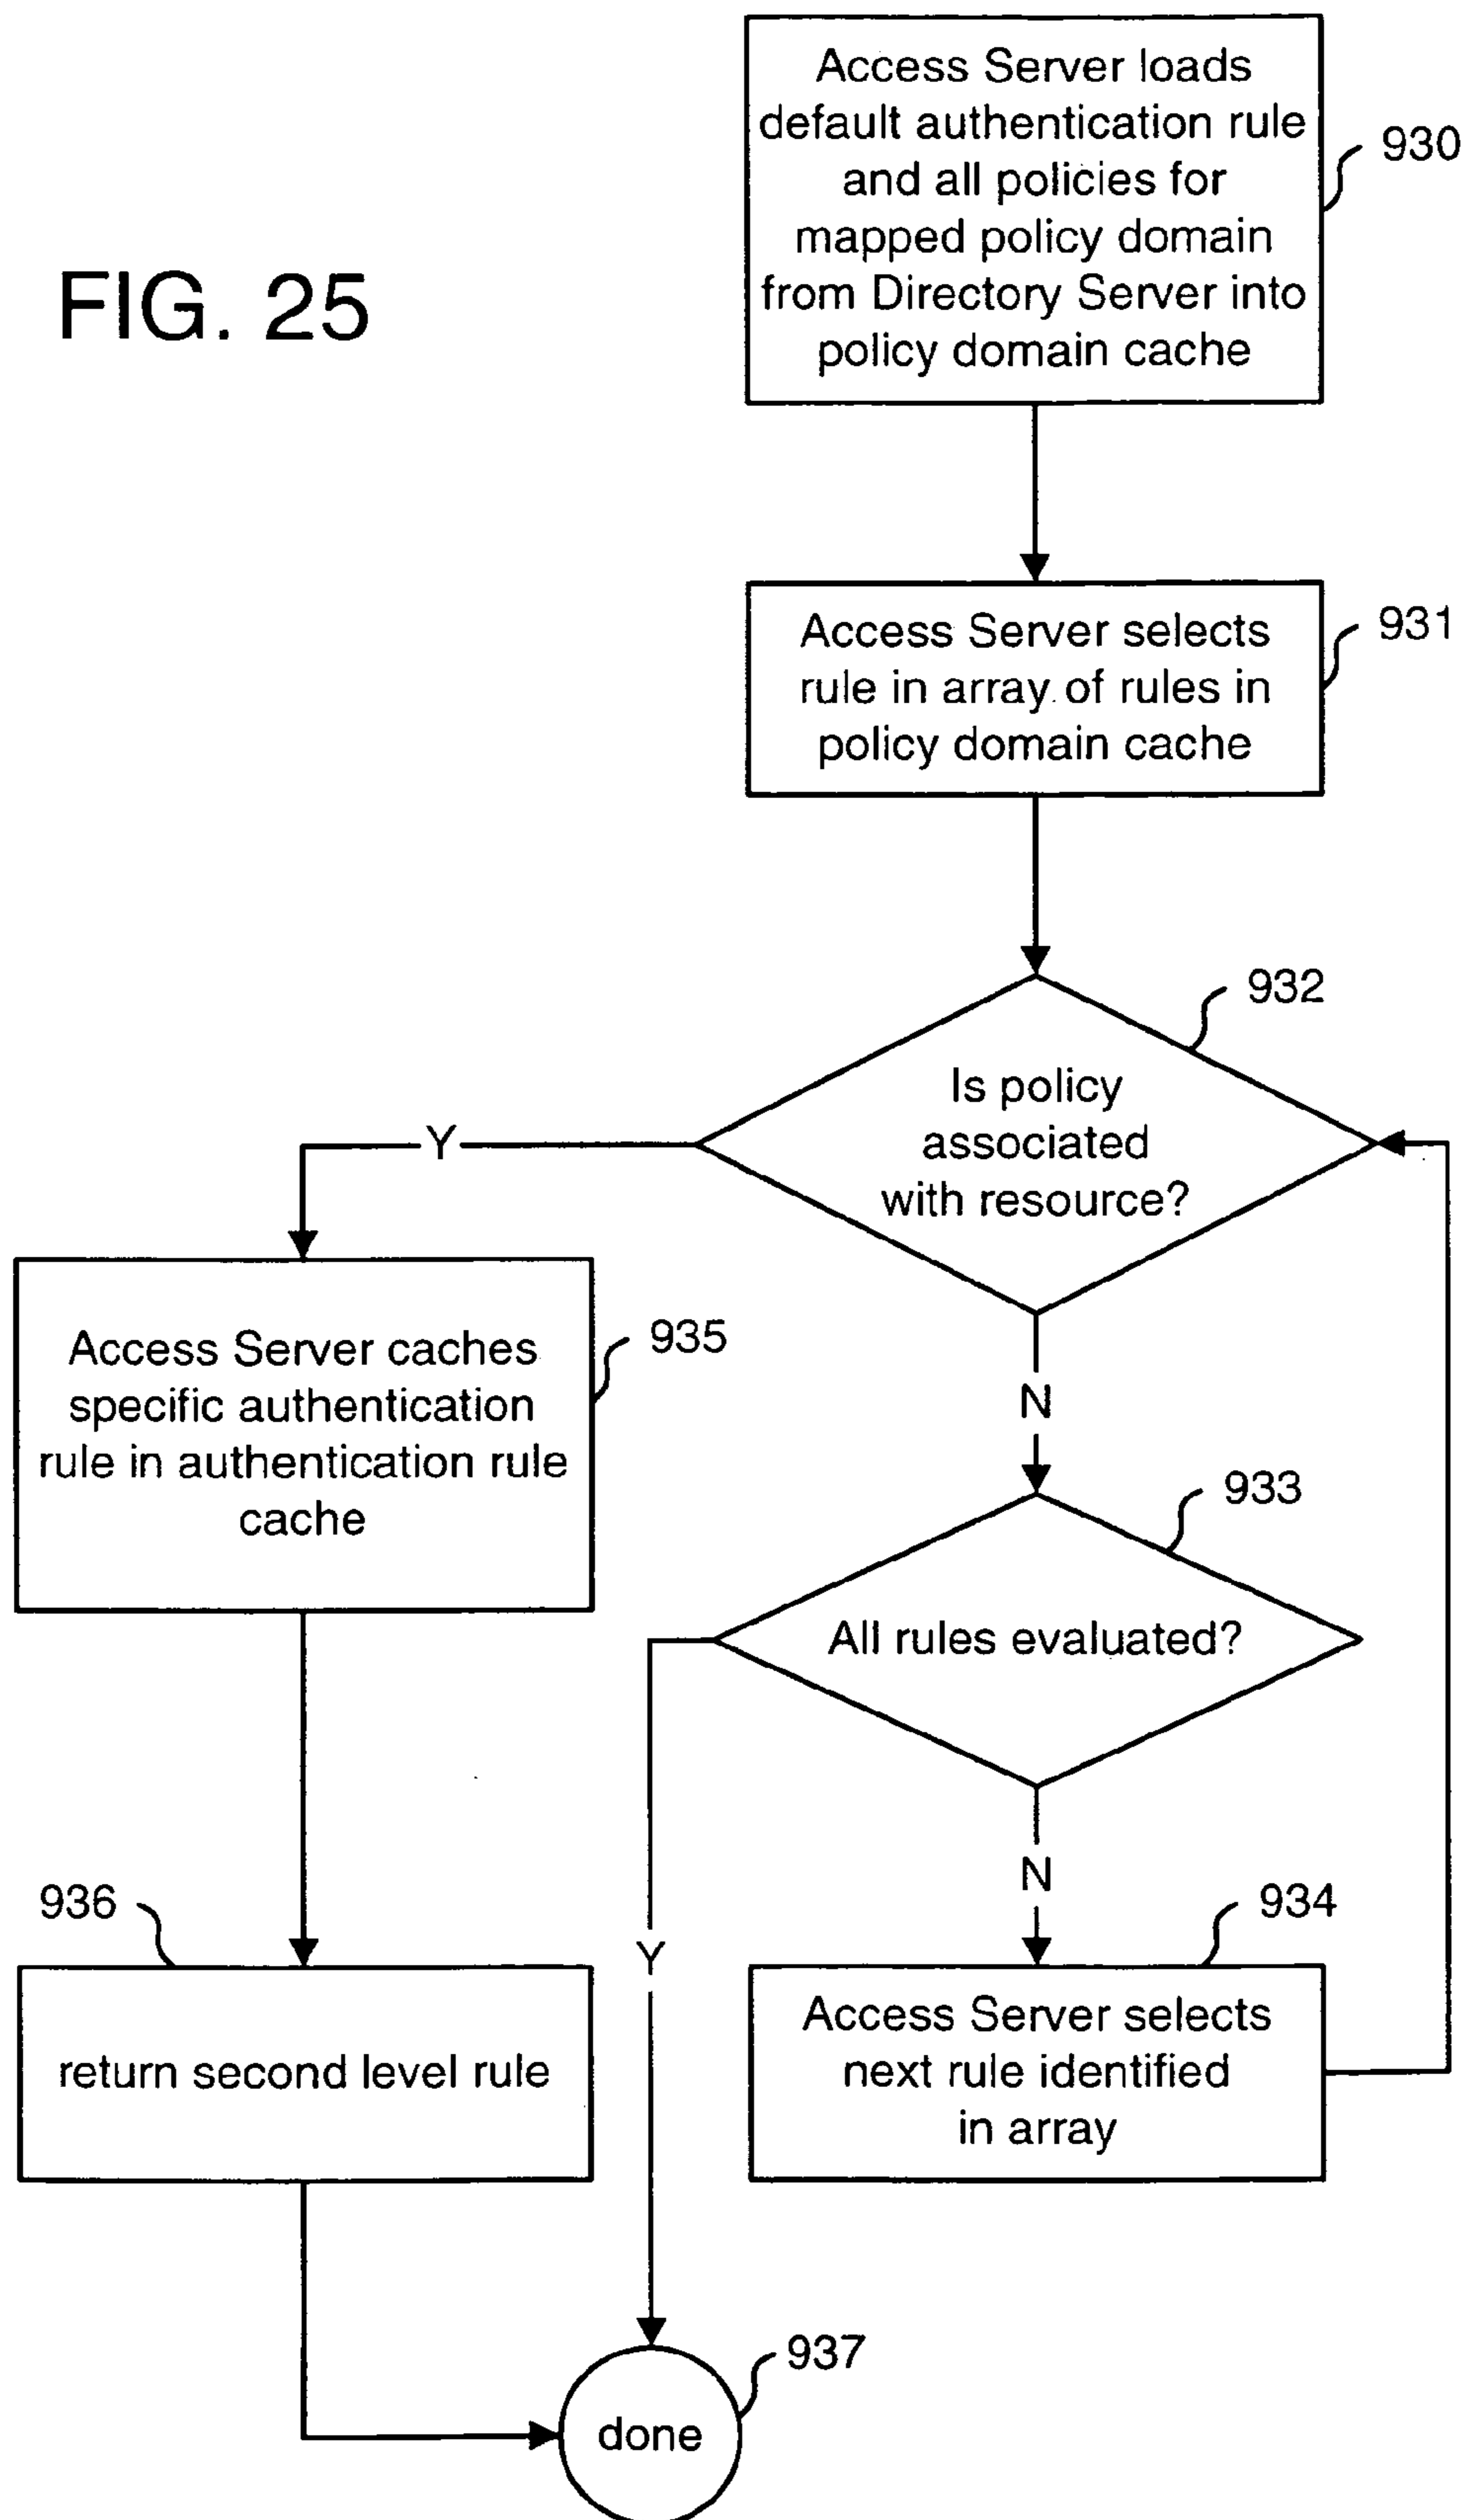 FIG. 25
Access Server loads
default authentication rule
and all policies for
mapped policy domain
from Directory Server into
policy domain cache
930
Access Server selects
rule in array of rules in
policy domain cache
931
932
Is policy
associated
with resource?
Y
N
Access Server caches
specific authentication
rule in authentication rule
cache
935
933
All rules evaluated?
N
Y
936
return second level rule
934
Access Server selects
next rule identified
in array
937
done